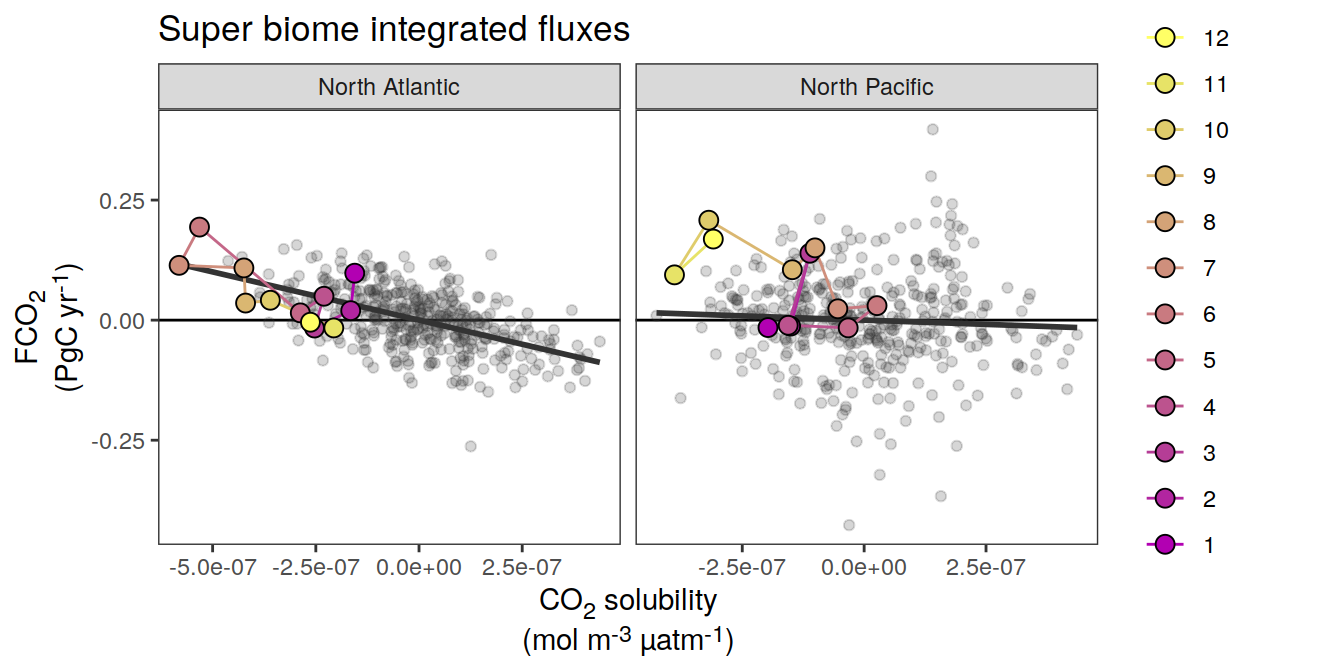 Super biome integrated fluxes
North Atlantic
North Pacific
FCO₂
(PgC yr⁻¹)
0.25
0.00
-0.25
-5.0e-07
-2.5e-07
0.0e+00
2.5e-07
-2.5e-07
0.0e+00
2.5e-07
CO₂ solubility
(mol m⁻³ µatm⁻¹)
12
11
10
9
8
7
6
5
4
3
2
1